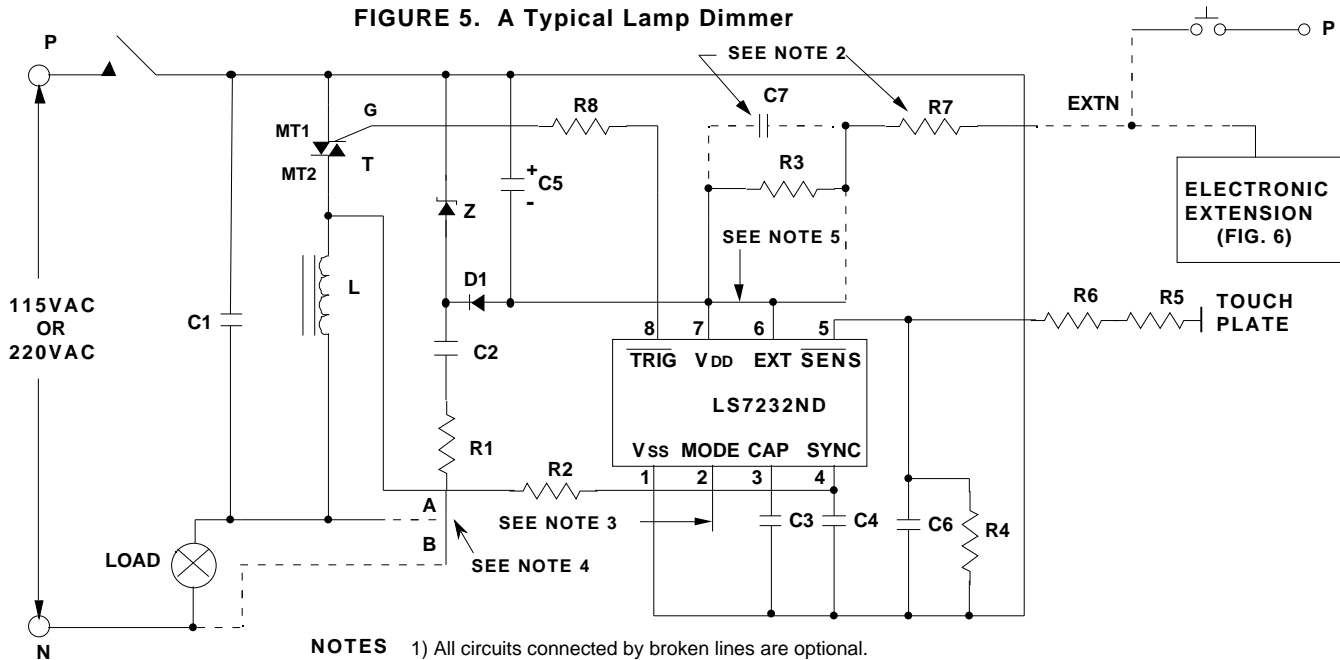 FIGURE 5. A Typical Lamp Dimmer
P
P
SEE NOTE 2
C7
R7
EXTN
G
R8
MT1
T
MT2
R3
+
C5
-
Z
ELECTRONIC
EXTENSION
(FIG. 6)
SEE NOTE 5
D1
L
R6
R5
TOUCH
PLATE
115VAC
OR
220VAC
C1
C2
8
7
6
5
TRIG
VDD
EXT
SENS
LS7232ND
R1
VSS
MODE
CAP
SYNC
R2
1
2
3
4
A
SEE NOTE 3
C3
C4
C6
R4
B
SEE NOTE 4
LOAD
N
NOTES 1) All circuits connected by broken lines are optional.